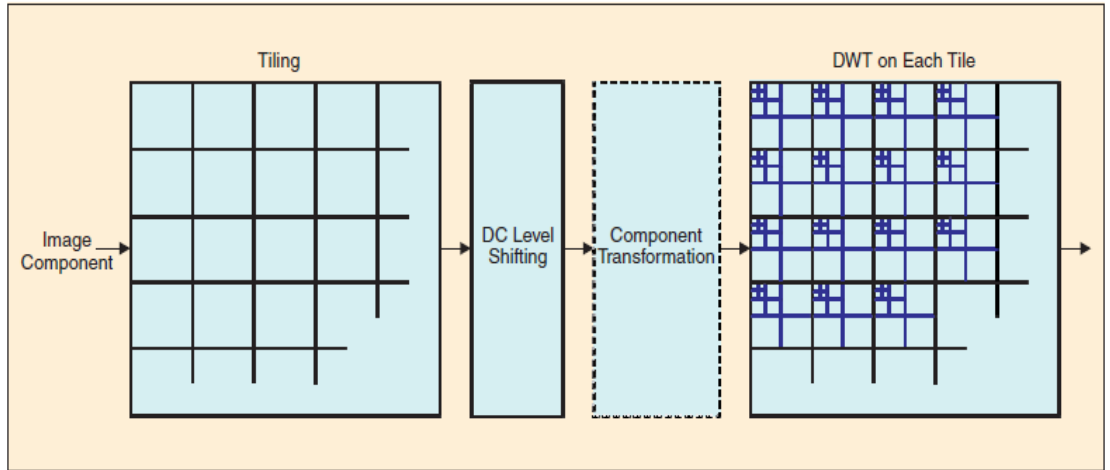 Tiling
DWT on Each Tile
Image
Component
DC Level
Shifting
Component
Transformation